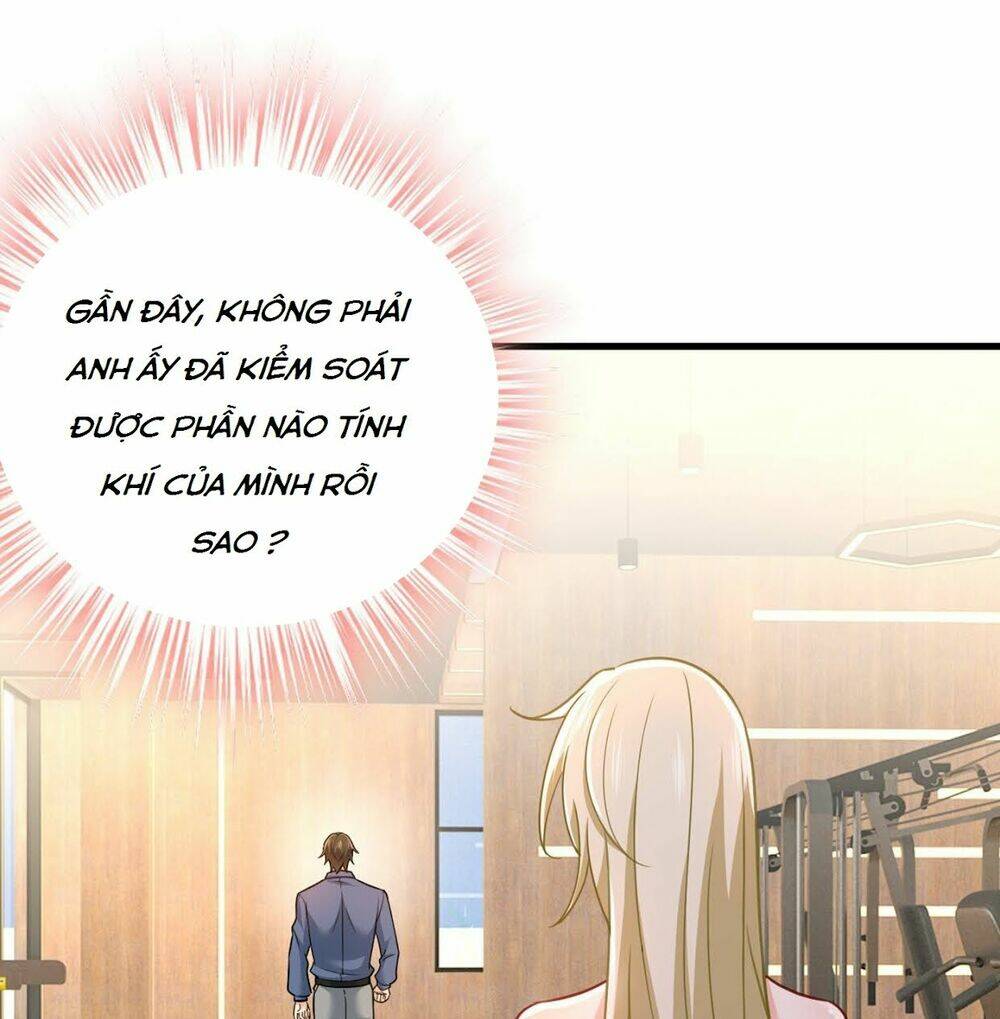 GẦN ĐÂY, KHÔNG PHẢI
ANH ẤY ĐÃ KIỂM SOÁT
ĐƯỢC PHẦN NÀO TÍNH
KHÍ CỦA MÌNH RỒI
SAO ?